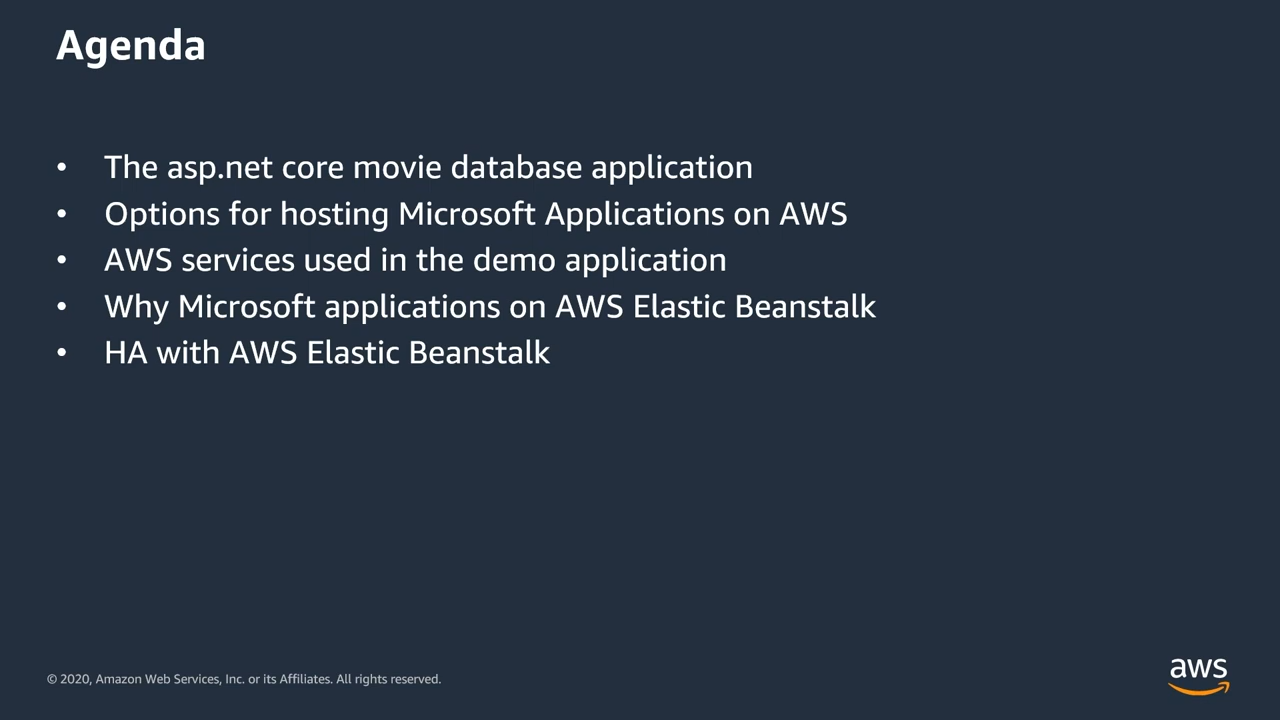 Agenda
• The asp.net core movie database application
• Options for hosting Microsoft Applications on AWS
• AWS services used in the demo application
• Why Microsoft applications on AWS Elastic Beanstalk
• HA with AWS Elastic Beanstalk
© 2020, Amazon Web Services, Inc. or its Affiliates. All rights reserved.
aws